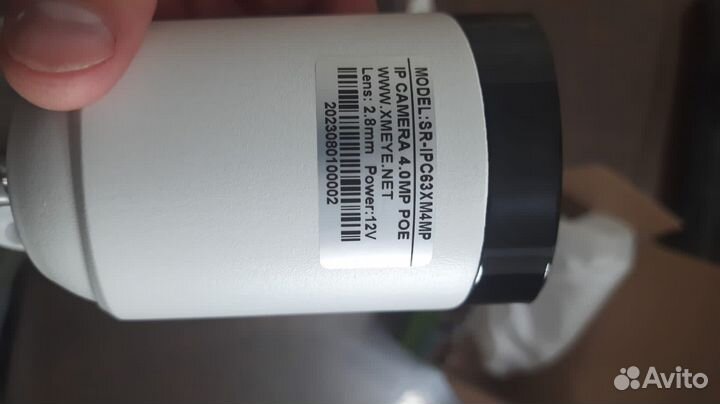 MODEL:SR-IPC63XM4MP
IP CAMERA 4.0MP POE
WWW.XMEYE.NET
Lens: 2.8mm Power:12V
2023080100002
Avito